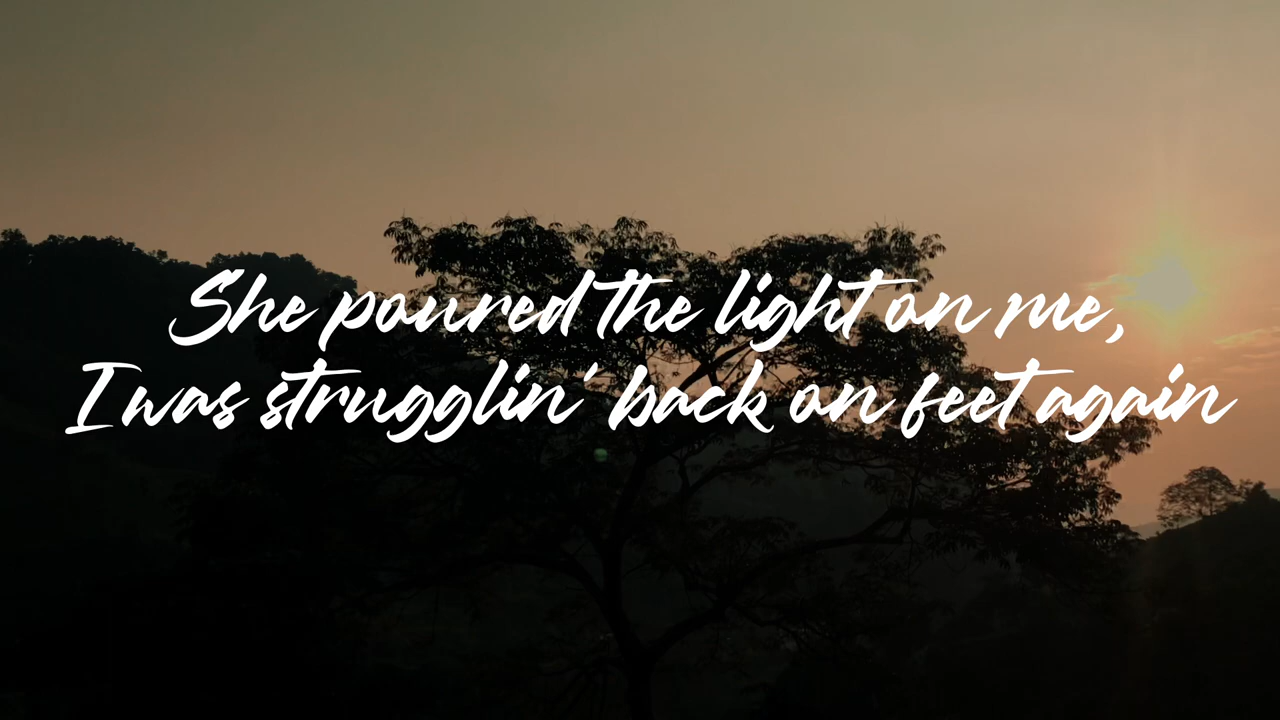 She poured the light on me,
I was strugglin' back on feet again